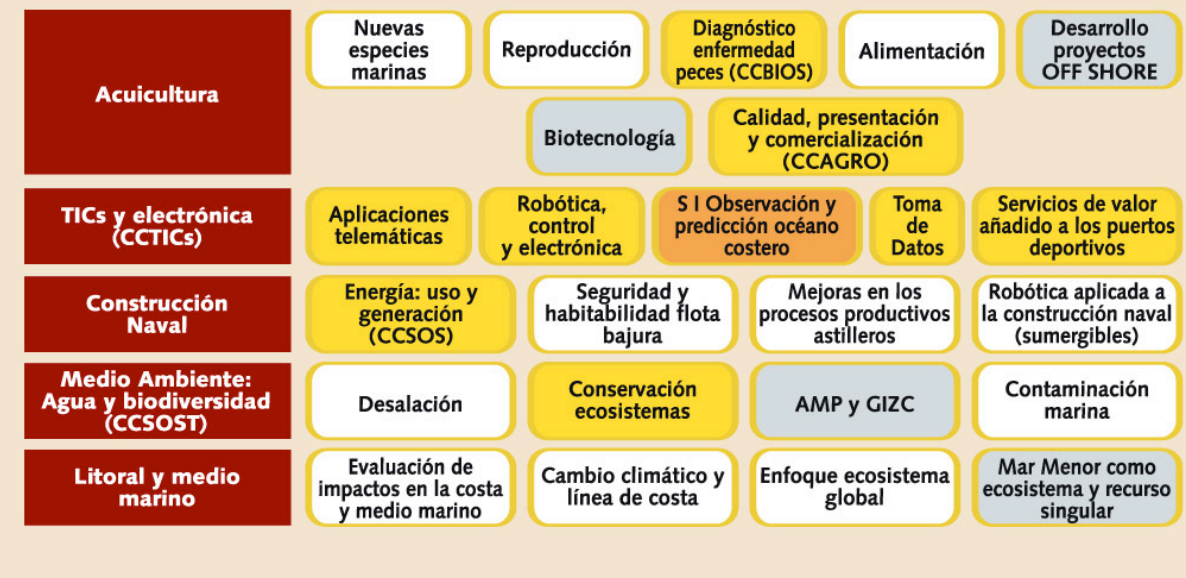 Acuicultura
Nuevas
especies
marinas
Reproducción
Diagnóstico
enfermedad
peces (CCBIOS)
Alimentación
Desarrollo
proyectos
OFF SHORE
Biotecnología
Calidad, presentación
y comercialización
(CCAGRO)
TICs y electrónica
(CCTICs)
Aplicaciones
telemáticas
Robótica,
control
y electrónica
S I Observación y
predicción océano
costero
Toma
de
Datos
Servicios de valor
añadido a los puertos
deportivos
Construcción
Naval
Energía: uso y
generación
(CCSOS)
Seguridad y
habitabilidad flota
bajura
Mejoras en los
procesos productivos
astilleros
Robótica aplicada a
la construcción naval
(sumergibles)
Medio Ambiente:
Agua y biodiversidad
(CCSOST)
Desalación
Conservación
ecosistemas
AMP y GIZC
Contaminación
marina
Litoral y medio
marino
Evaluación de
impactos en la costa
y medio marino
Cambio climático y
línea de costa
Enfoque ecosistema
global
Mar Menor como
ecosistema y recurso
singular